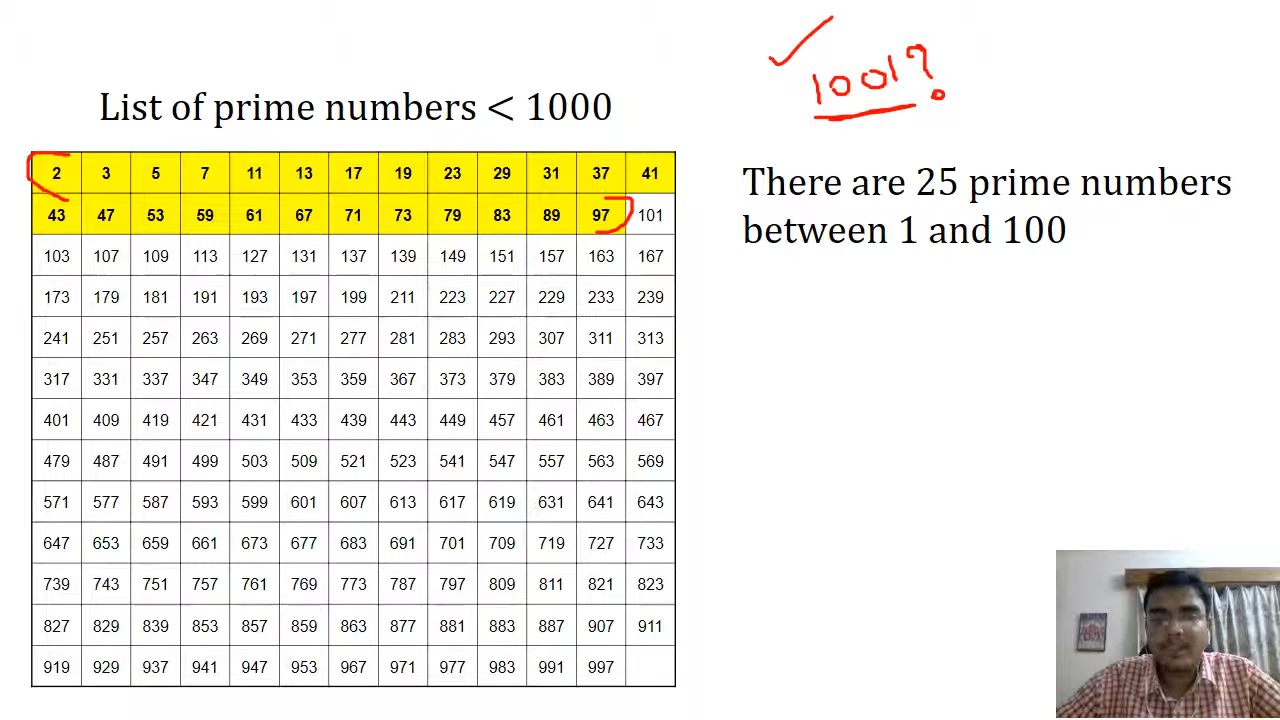 1001?
List of prime numbers < 1000
There are 25 prime numbers
between 1 and 100
2 3 5 7 11 13 17 19 23 29 31 37 41
43 47 53 59 61 67 71 73 79 83 89 97 101
103 107 109 113 127 131 137 139 149 151 157 163 167
173 179 181 191 193 197 199 211 223 227 229 233 239
241 251 257 263 269 271 277 281 283 293 307 311 313
317 331 337 347 349 353 359 367 373 379 383 389 397
401 409 419 421 431 433 439 443 449 457 461 463 467
479 487 491 499 503 509 521 523 541 547 557 563 569
571 577 587 593 599 601 607 613 617 619 631 641 643
647 653 659 661 673 677 683 691 701 709 719 727 733
739 743 751 757 761 769 773 787 797 809 811 821 823
827 829 839 853 857 859 863 877 881 883 887 907 911
919 929 937 941 947 953 967 971 977 983 991 997